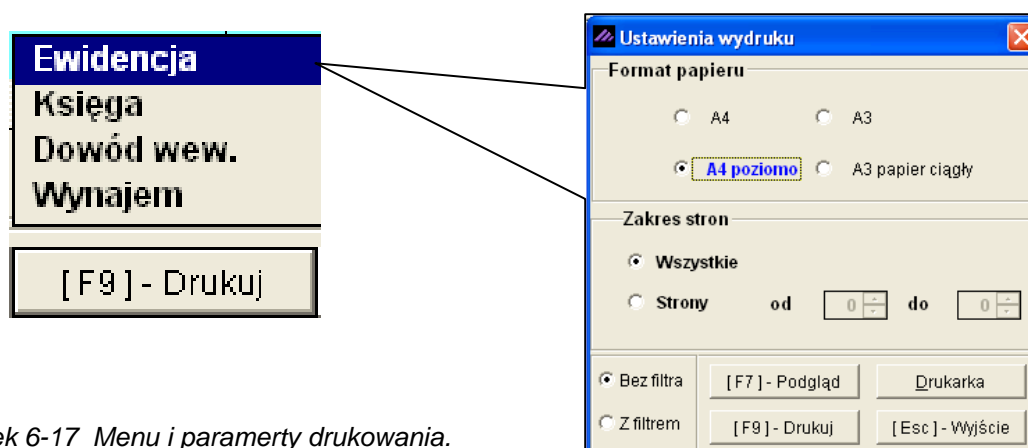 Ewidencja
Księga
Dowód wew.
Wynajem
[ F9 ] - Drukuj
Ustawienia wydruku
Format papieru
A4 A3
A4 poziomo A3 papier ciągły
Zakres stron
Wszystkie
Strony od 0 do 0
Bez filtra [ F7 ] - Podgląd Drukarka
Z filtrem [ F9 ] - Drukuj [ Esc ] - Wyjście
ek 6-17 Menu i paramerty drukowania.